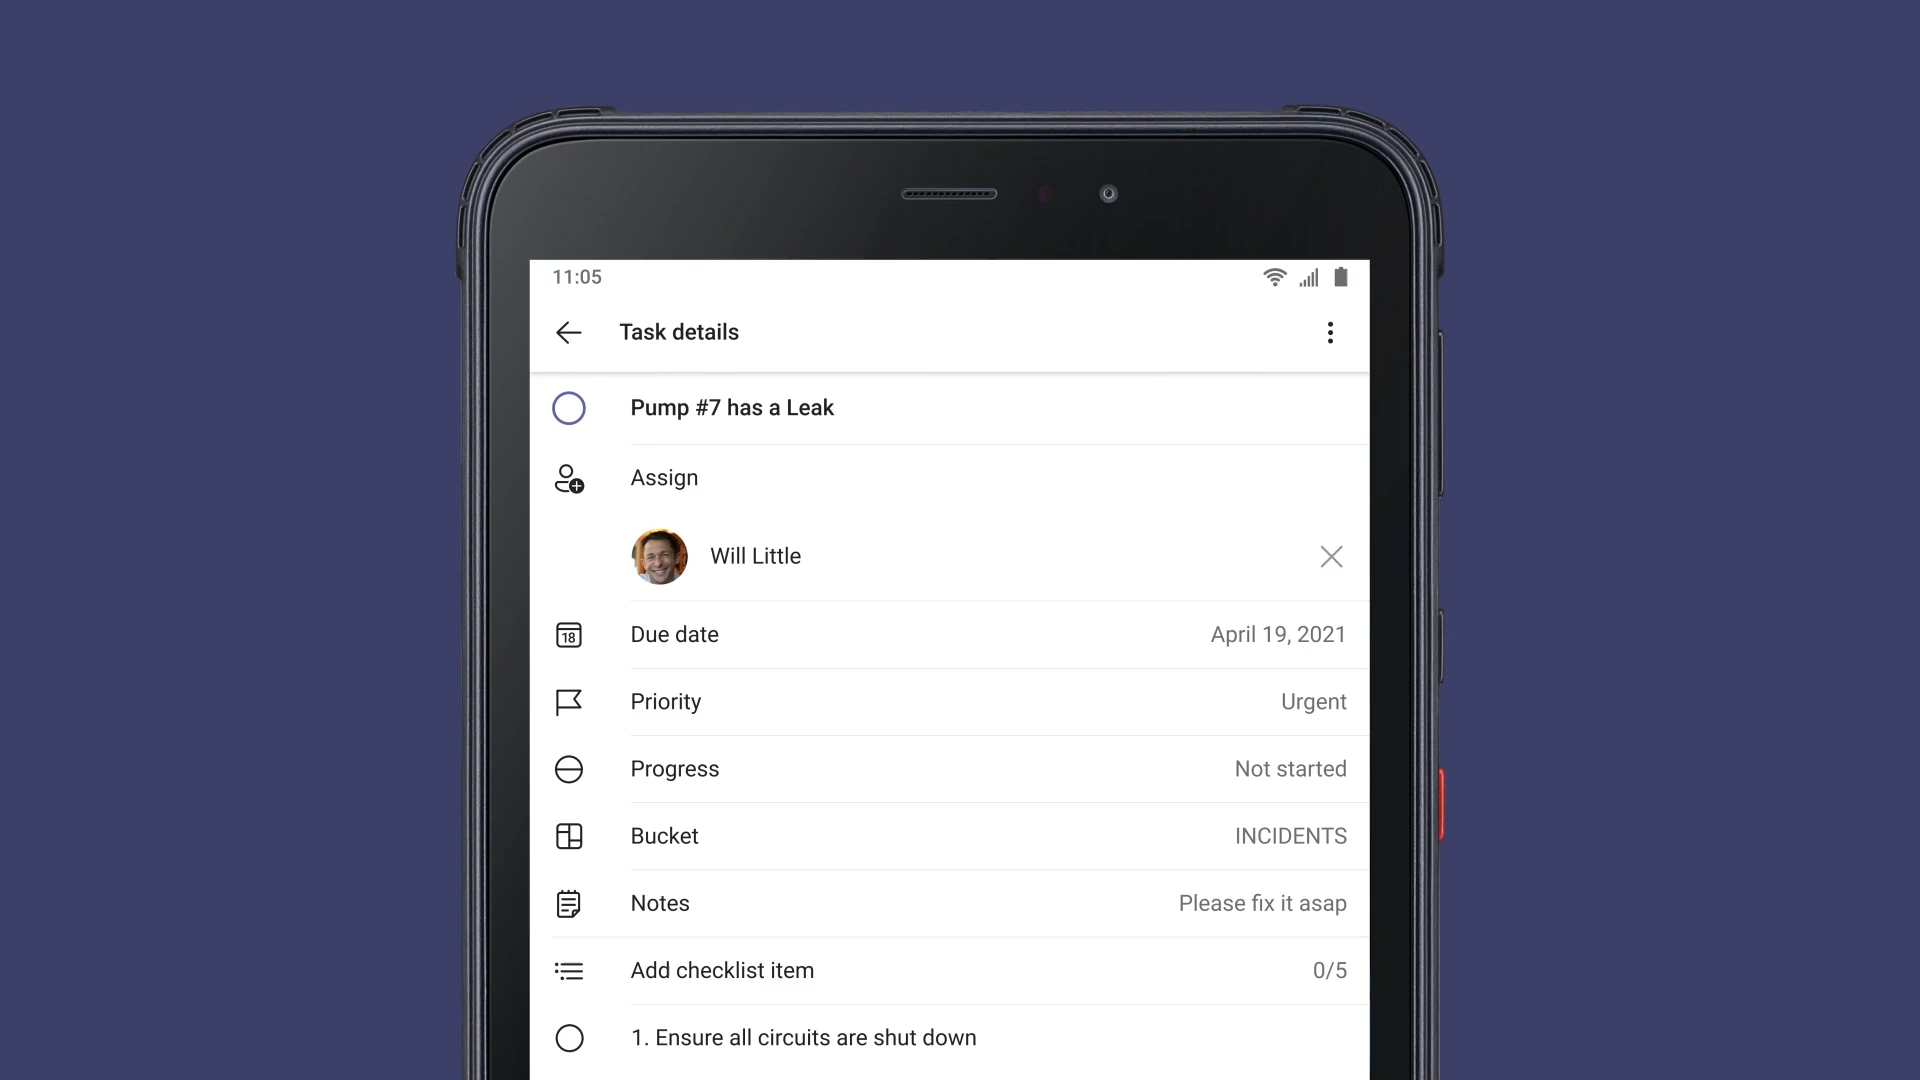 11:05
Task details
Pump #7 has a Leak
Assign
Will Little
18 Due date April 19, 2021
Priority Urgent
Progress Not started
Bucket INCIDENTS
Notes Please fix it asap
Add checklist item 0/5
1. Ensure all circuits are shut down